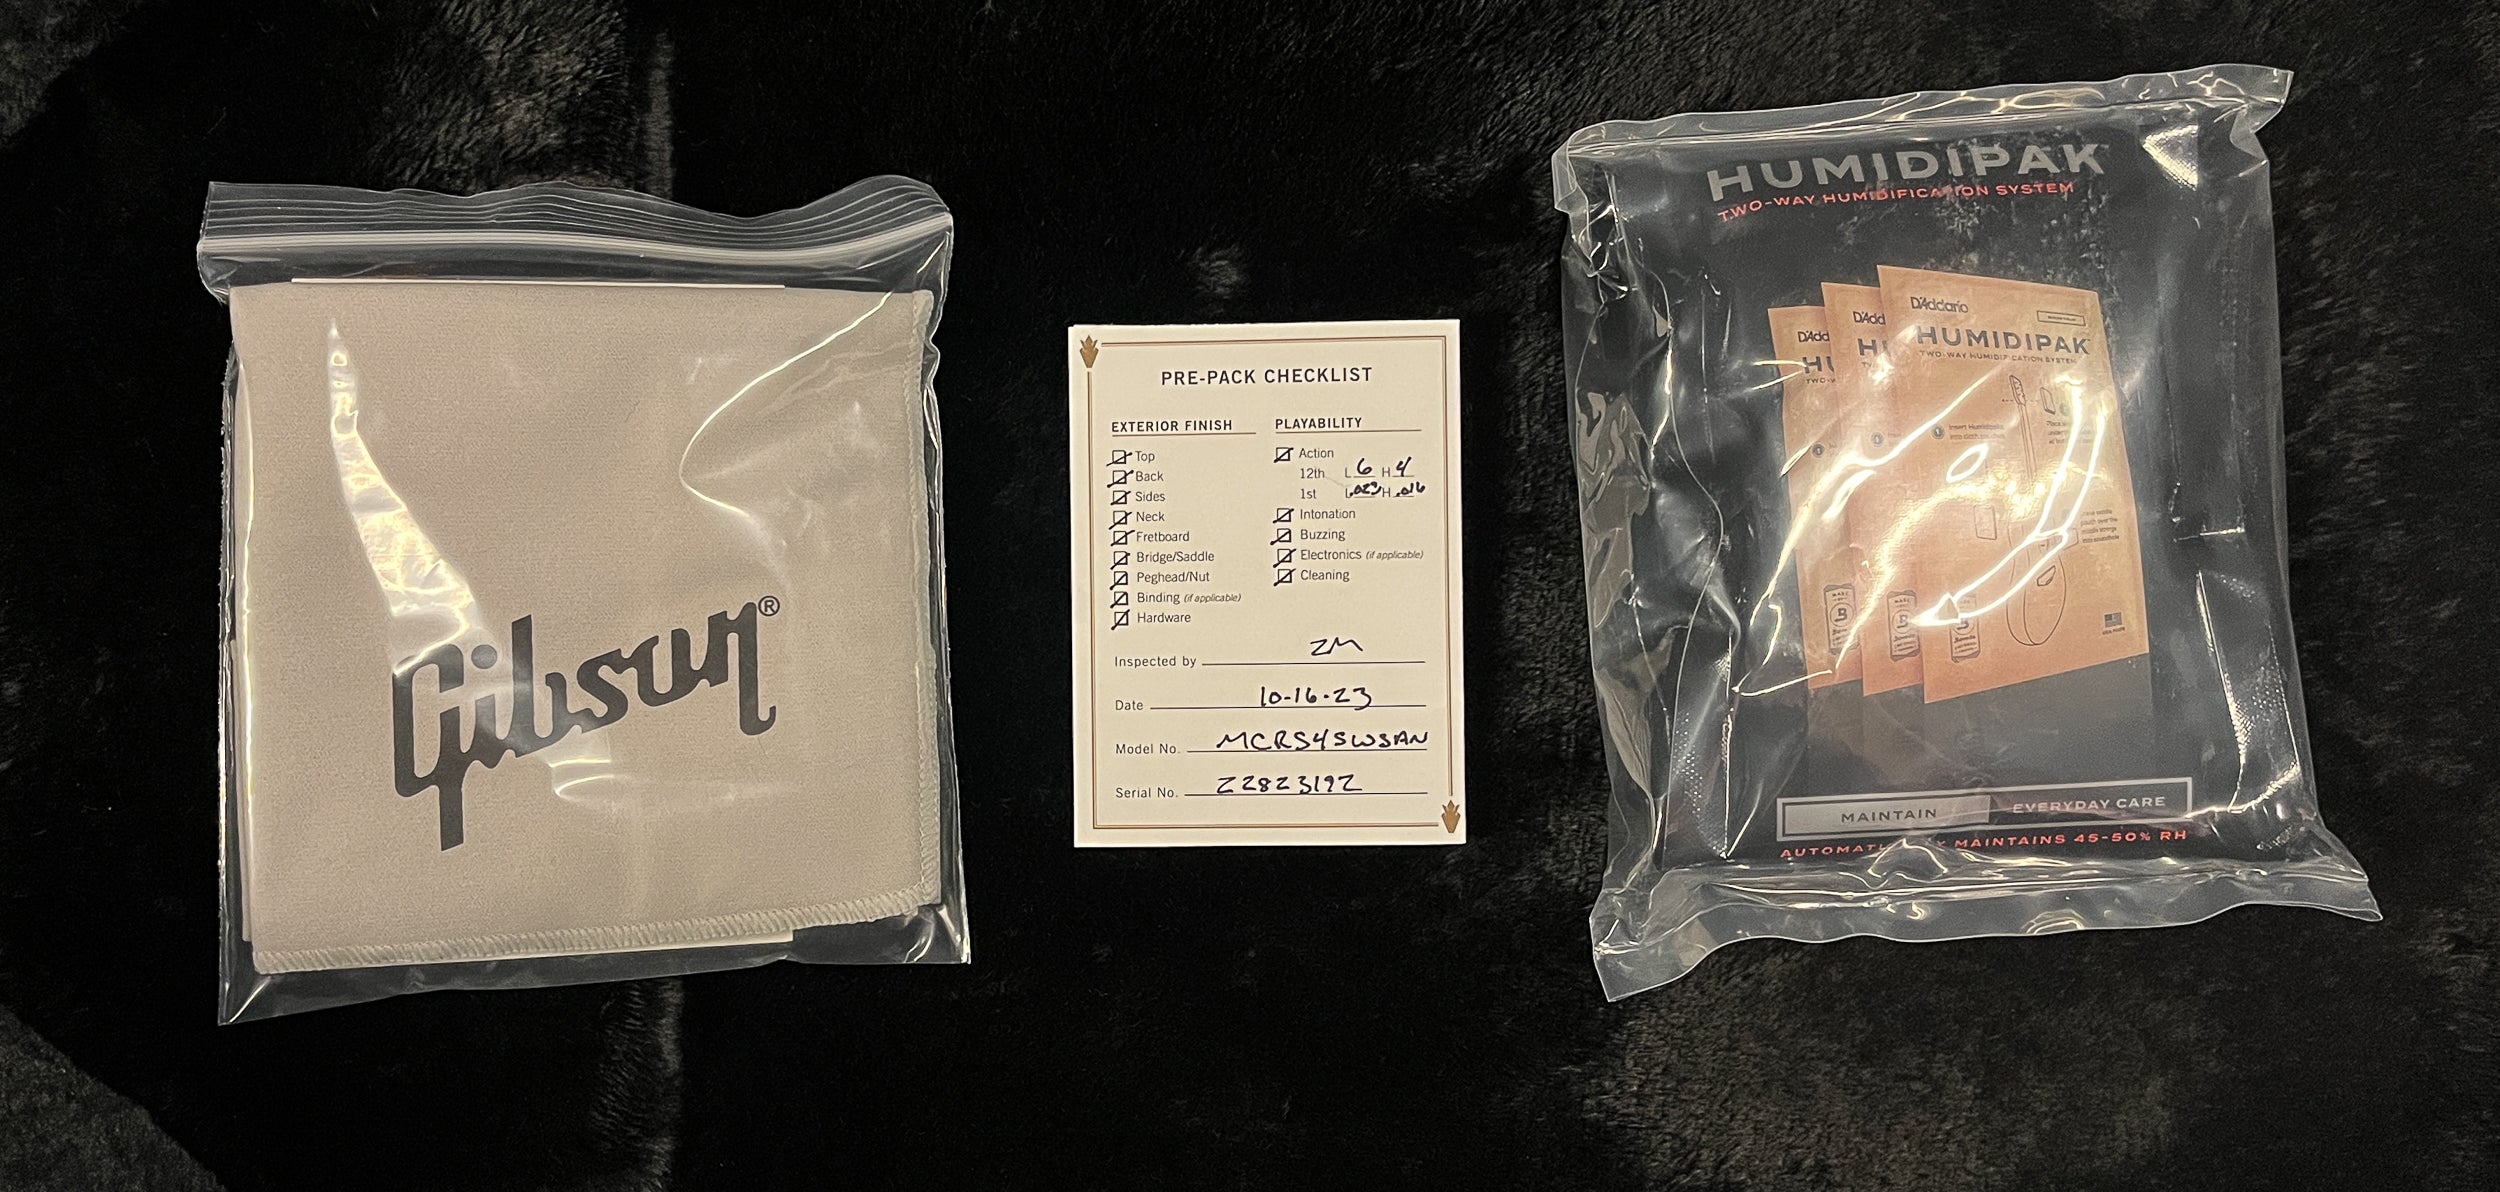 Gibson®
PRE-PACK CHECKLIST
EXTERIOR FINISH
Top
Back
Sides
Neck
Fretboard
Bridge/Saddle
Peghead/Nut
Binding (if applicable)
Hardware
PLAYABILITY
Action
12th L 6 H 4
1st L .023 H .016
Intonation
Buzzing
Electronics (if applicable)
Cleaning
Inspected by ZM
Date 10-16-23
Model No. MCRS4SWSAN
Serial No. 22823192
HUMIDIPAK
TWO-WAY HUMIDIFICATION SYSTEM
D'Addario
HUMIDIPAK
TWO-WAY HUMIDIFICATION SYSTEM
MAINTAIN EVERYDAY CARE
MAINTAINS 45-50% RH